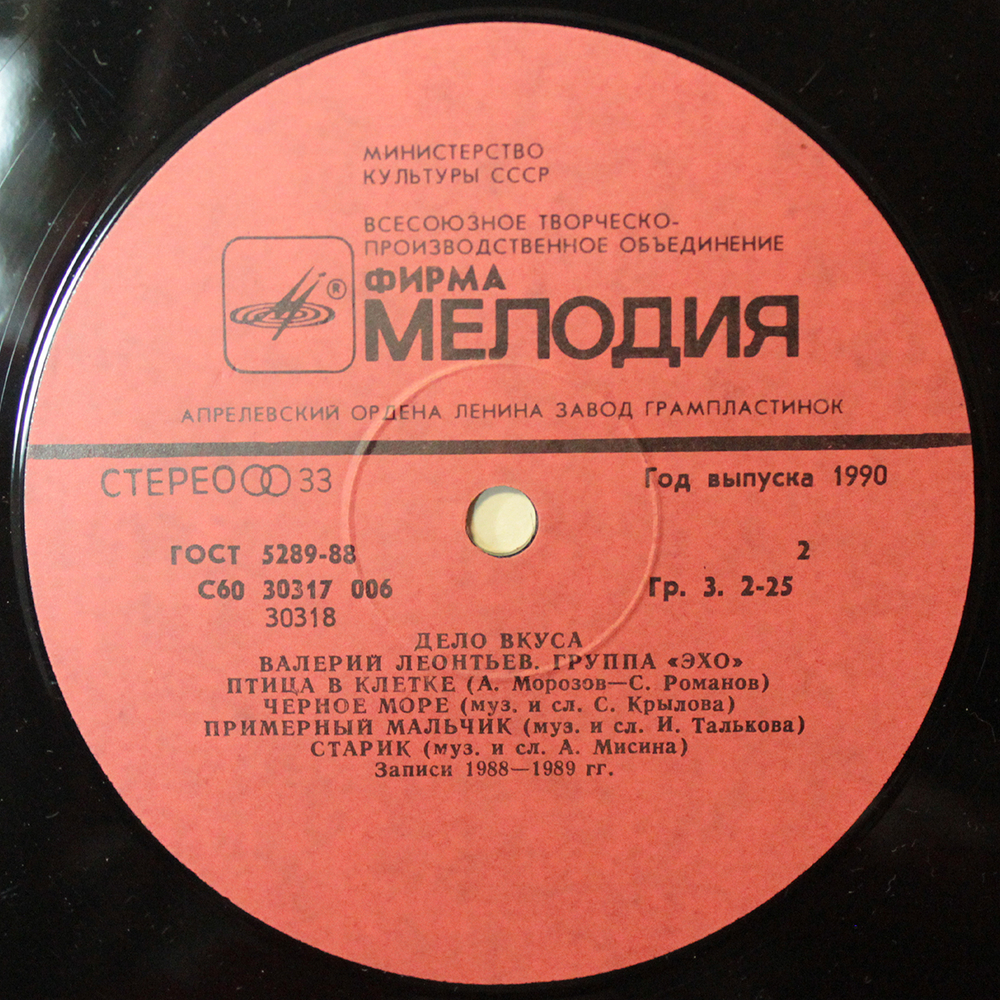 МИНИСТЕРСТВО
КУЛЬТУРЫ СССР
ВСЕСОЮЗНОЕ ТВОРЧЕСКО-
ПРОИЗВОДСТВЕННОЕ ОБЪЕДИНЕНИЕ
®
ФИРМА
МЕЛОДИЯ
АПРЕЛЕВСКИЙ ОРДЕНА ЛЕНИНА ЗАВОД ГРАМПЛАСТИНОК
СТЕРЕО 33
Год выпуска 1990
ГОСТ 5289-88
2
С60 30317 006
Гр. 3. 2-25
30318
ДЕЛО ВКУСА
ВАЛЕРИЙ ЛЕОНТЬЕВ. ГРУППА «ЭХО»
ПТИЦА В КЛЕТКЕ (А. Морозов—С. Романов)
ЧЕРНОЕ МОРЕ (муз. и сл. С. Крылова)
ПРИМЕРНЫЙ МАЛЬЧИК (муз. и сл. И. Талькова)
СТАРИК (муз. и сл. А. Мисина)
Записи 1988—1989 гг.